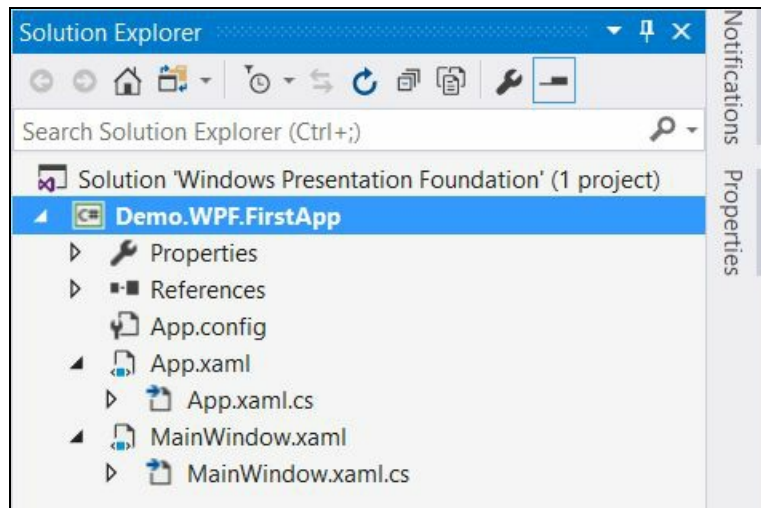 Solution Explorer
Search Solution Explorer (Ctrl+;)
Solution 'Windows Presentation Foundation' (1 project)
C# Demo.WPF.FirstApp
Properties
References
App.config
App.xaml
App.xaml.cs
MainWindow.xaml
MainWindow.xaml.cs
Notifications
Properties